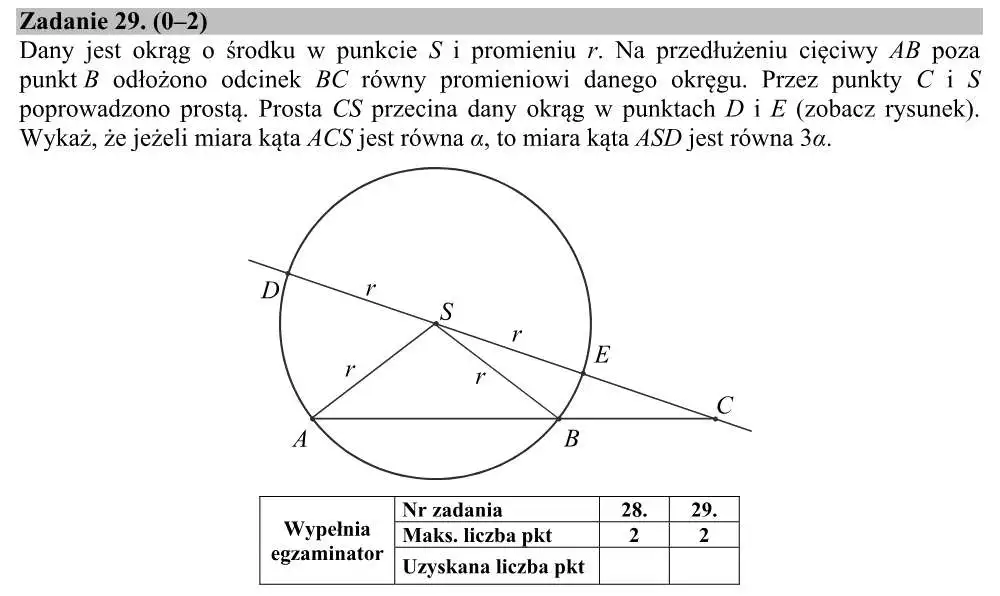 Zadanie 29. (0–2)
Dany jest okrąg o środku w punkcie S i promieniu r. Na przedłużeniu cięciwy AB poza
punkt B odłożono odcinek BC równy promieniowi danego okręgu. Przez punkty C i S
poprowadzono prostą. Prosta CS przecina dany okrąg w punktach D i E (zobacz rysunek).
Wykaż, że jeżeli miara kąta ACS jest równa α, to miara kąta ASD jest równa 3α.
D
r
S
r
E
r
r
C
A
B
Wypełnia egzaminator
Nr zadania 28. 29.
Maks. liczba pkt 2 2
Uzyskana liczba pkt